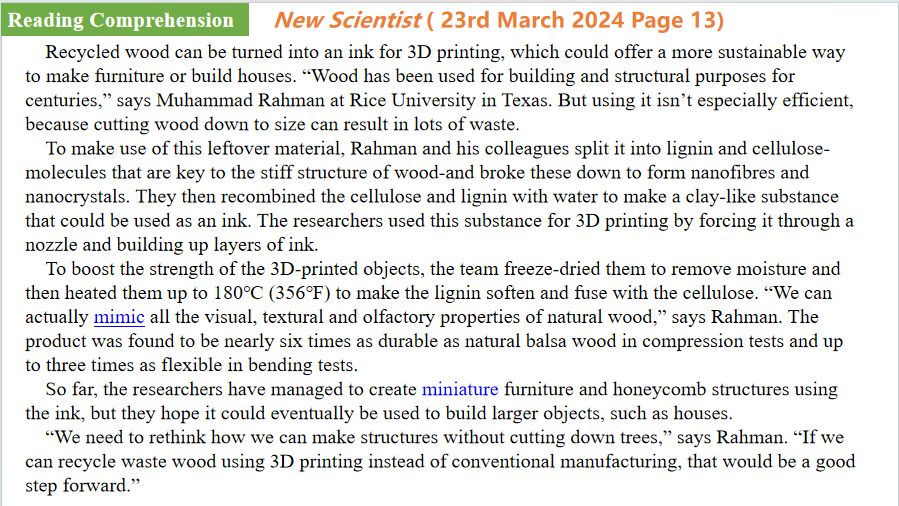 Reading Comprehension
New Scientist ( 23rd March 2024 Page 13)
Recycled wood can be turned into an ink for 3D printing, which could offer a more sustainable way
to make furniture or build houses. “Wood has been used for building and structural purposes for
centuries,” says Muhammad Rahman at Rice University in Texas. But using it isn’t especially efficient,
because cutting wood down to size can result in lots of waste.
To make use of this leftover material, Rahman and his colleagues split it into lignin and cellulose-
molecules that are key to the stiff structure of wood-and broke these down to form nanofibres and
nanocrystals. They then recombined the cellulose and lignin with water to make a clay-like substance
that could be used as an ink. The researchers used this substance for 3D printing by forcing it through a
nozzle and building up layers of ink.
To boost the strength of the 3D-printed objects, the team freeze-dried them to remove moisture and
then heated them up to 180℃ (356℉) to make the lignin soften and fuse with the cellulose. “We can
actually mimic all the visual, textural and olfactory properties of natural wood,” says Rahman. The
product was found to be nearly six times as durable as natural balsa wood in compression tests and up
to three times as flexible in bending tests.
So far, the researchers have managed to create miniature furniture and honeycomb structures using
the ink, but they hope it could eventually be used to build larger objects, such as houses.
“We need to rethink how we can make structures without cutting down trees,” says Rahman. “If we
can recycle waste wood using 3D printing instead of conventional manufacturing, that would be a good
step forward.”